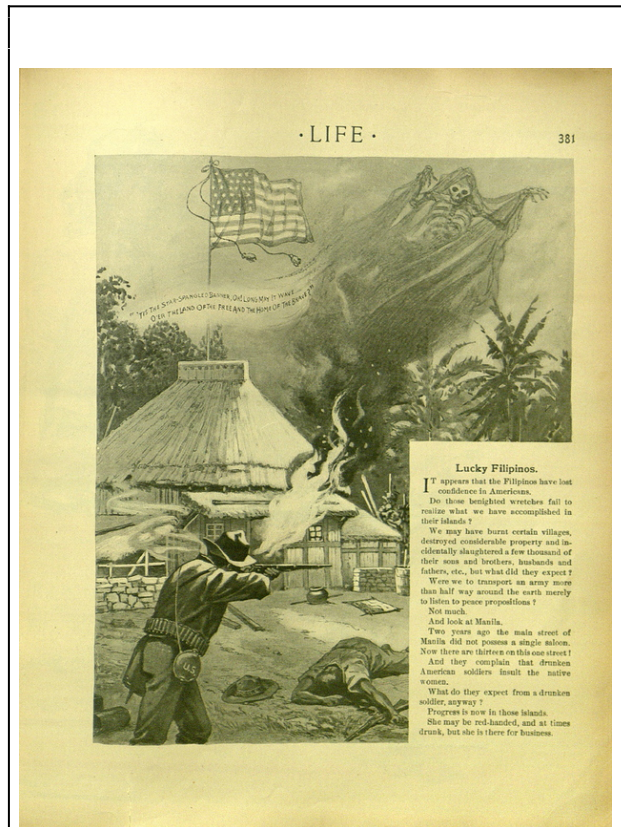 · LIFE ·
381
"'YIS THE STAR-SPANGLED BANNER, OH! LONG MAY IT WAVE
O'ER THE LAND OF THE FREE AND THE HOME OF THE BRAVE!"
Lucky Filipinos.
IT appears that the Filipinos have lost
confidence in Americans.
Do those benighted wretches fail to
realize what we have accomplished in
their islands ?
We may have burnt certain villages,
destroyed considerable property and in-
cidentally slaughtered a few thousand of
their sons and brothers, husbands and
fathers, etc., but what did they expect ?
Were we to transport an army more
than half way around the earth merely
to listen to peace propositions ?
Not much.
And look at Manila.
Two years ago the main street of
Manila did not possess a single saloon.
Now there are thirteen on this one street !
And they complain that drunken
American soldiers insult the native
women.
What do they expect from a drunken
soldier, anyway ?
Progress is now in those islands.
She may be red-handed, and at times
drunk, but she is there for business.
U.S